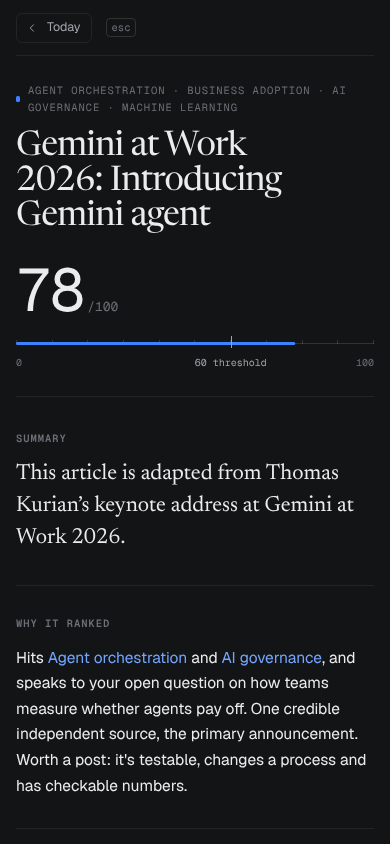 Today esc
AGENT ORCHESTRATION · BUSINESS ADOPTION · AI
GOVERNANCE · MACHINE LEARNING
Gemini at Work
2026: Introducing
Gemini agent
78 /100
0 60 threshold 100
SUMMARY
This article is adapted from Thomas
Kurian’s keynote address at Gemini at
Work 2026.
WHY IT RANKED
Hits Agent orchestration and AI governance, and
speaks to your open question on how teams
measure whether agents pay off. One credible
independent source, the primary announcement.
Worth a post: it's testable, changes a process and
has checkable numbers.